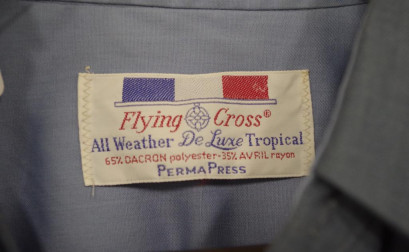 Flying Cross®
All Weather De Luxe Tropical
65% DACRON polyester-35% AVRIL rayon
PERMAPRESS